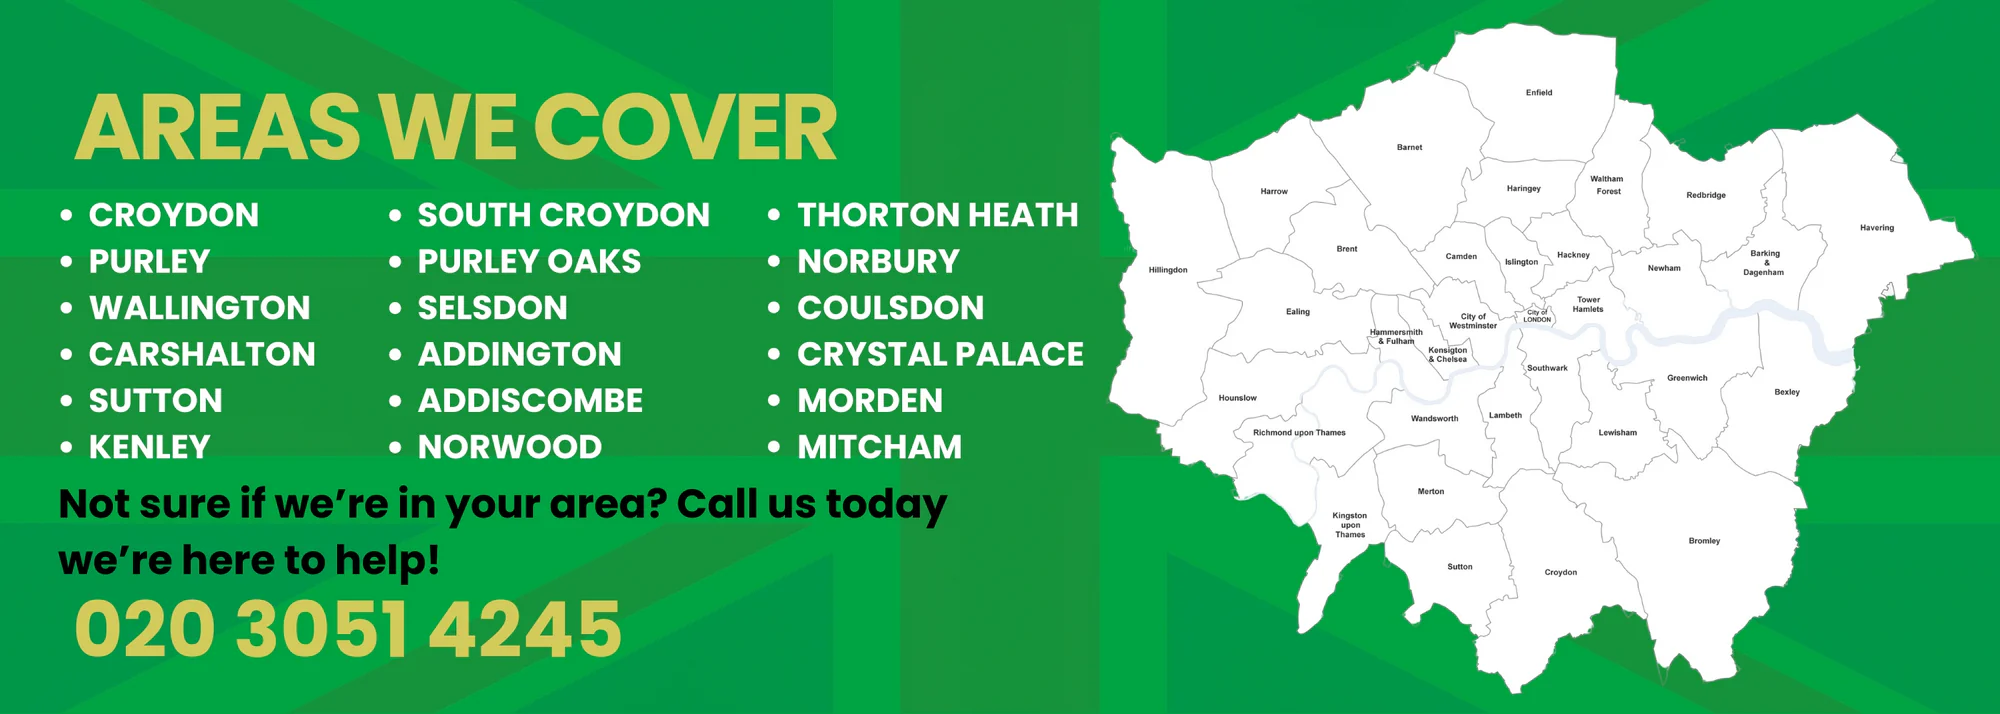 AREAS WE COVER
CROYDON
PURLEY
WALLINGTON
CARSHALTON
SUTTON
KENLEY
SOUTH CROYDON
PURLEY OAKS
SELSDON
ADDINGTON
ADDISCOMBE
NORWOOD
THORTON HEATH
NORBURY
COULSDON
CRYSTAL PALACE
MORDEN
MITCHAM
Not sure if we’re in your area? Call us today
we’re here to help!
020 3051 4245
Enfield
Barnet
Harrow
Haringey
Waltham
Forest
Redbridge
Havering
Hillingdon
Brent
Camden
Islington
Hackney
Newham
Barking
&
Dagenham
Ealing
Hammersmith
& Fulham
City of
Westminster
Kensigton
& Chelsea
City of
LONDON
Tower
Hamlets
Hounslow
Richmond upon Thames
Wandsworth
Lambeth
Southwark
Lewisham
Greenwich
Bexley
Merton
Kingston
upon
Thames
Sutton
Croydon
Bromley